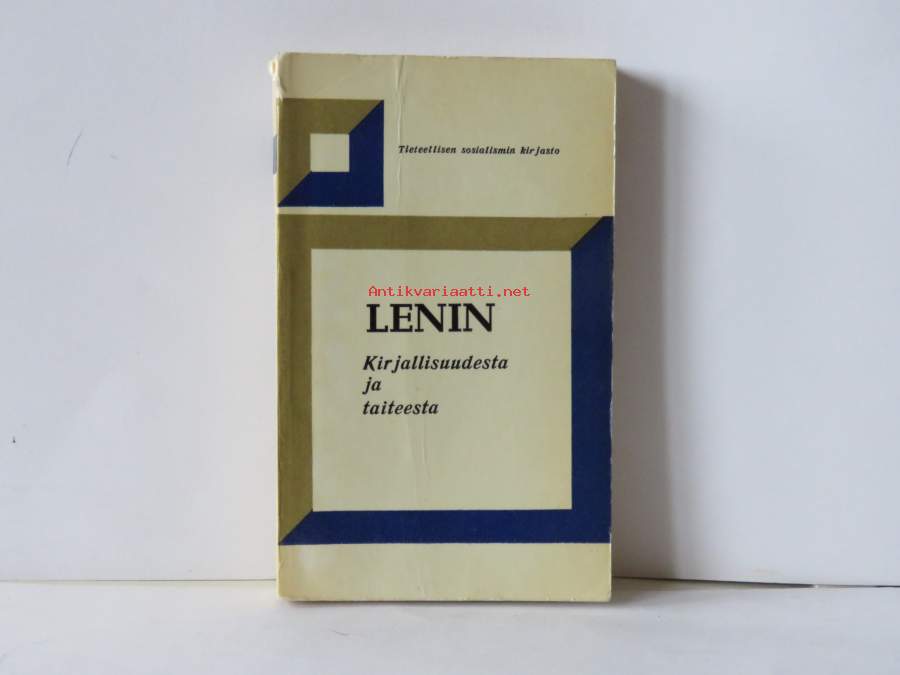 Tieteellisen sosialismin kirjasto
Antikvariaatti.net
LENIN
Kirjallisuudesta
ja
taiteesta